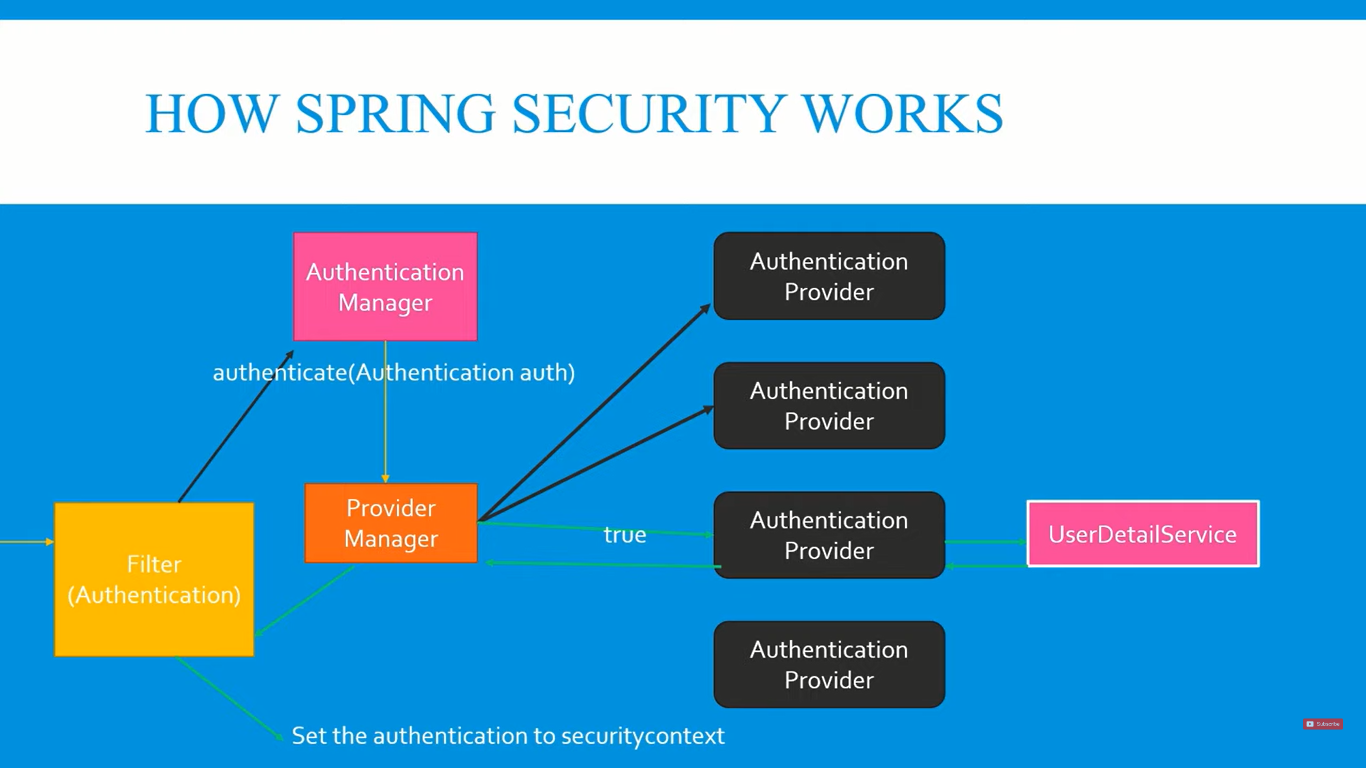 HOW SPRING SECURITY WORKS
Authentication
Manager
authenticate(Authentication auth)
Provider
Manager
Filter
(Authentication)
Authentication
Provider
Authentication
Provider
true
Authentication
Provider
UserDetailService
Authentication
Provider
Set the authentication to securitycontext
Subscribe